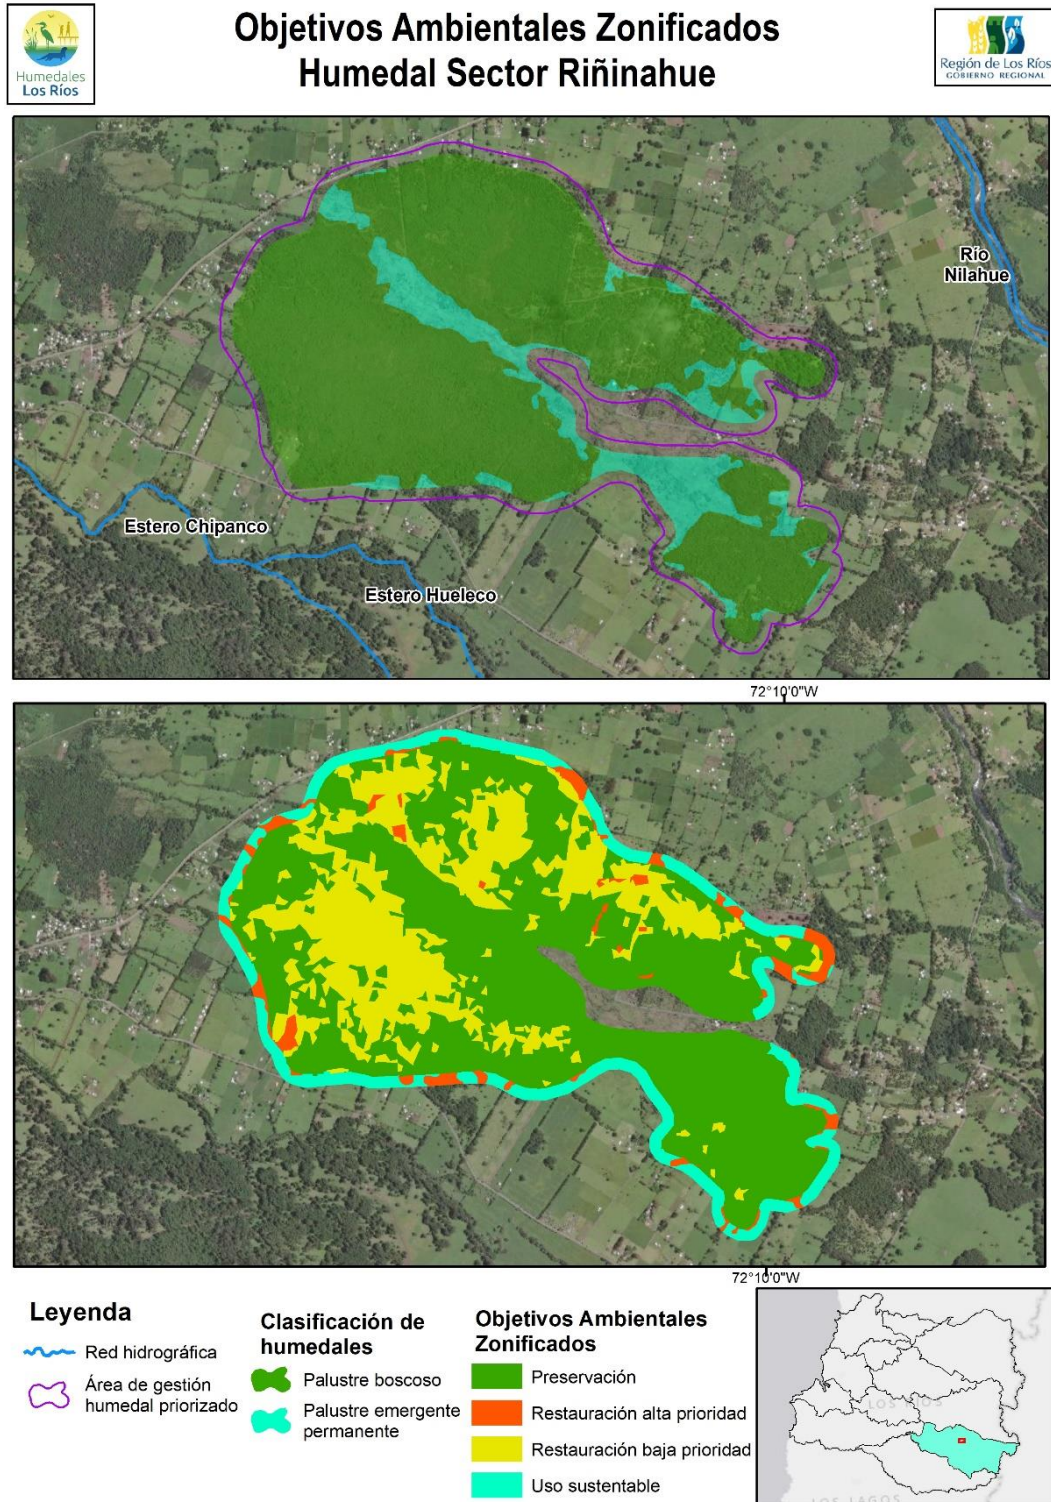 Objetivos Ambientales Zonificados
Humedal Sector Riñinahue
Humedales
Los Ríos
Región de Los Ríos
GOBIERNO REGIONAL
Río
Nilahue
Estero Chipanco
Estero Hueleco
72°10'0"W
72°10'0"W
Leyenda
Red hidrográfica
Área de gestión
humedal priorizado
Clasificación de
humedales
Palustre boscoso
Palustre emergente
permanente
Objetivos Ambientales
Zonificados
Preservación
Restauración alta prioridad
Restauración baja prioridad
Uso sustentable
LOS RÍOS
LOS LAGOS